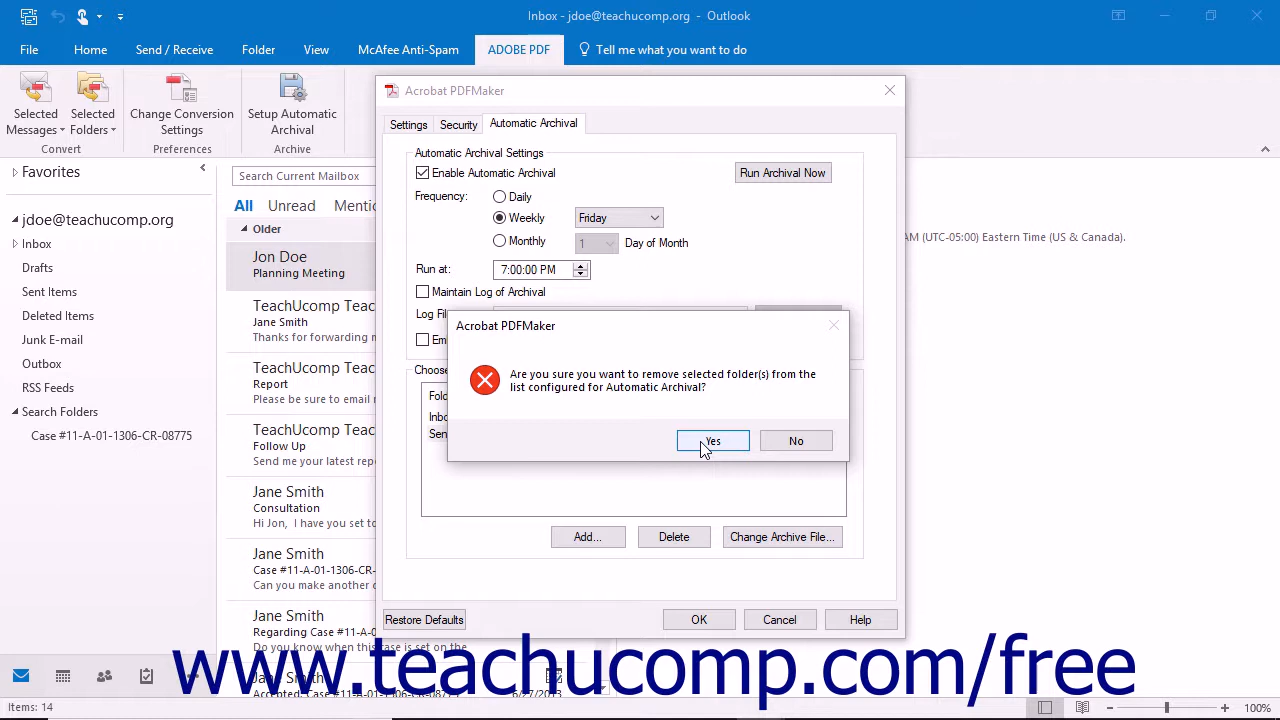 Inbox - jdoe@teachucomp.org - Outlook
File Home Send / Receive Folder View McAfee Anti-Spam ADOBE PDF Tell me what you want to do
Selected Messages
Selected Folders
Change Conversion Settings
Setup Automatic Archival
Convert Preferences Archive
Favorites
jdoe@teachucomp.org
Inbox
Drafts
Sent Items
Deleted Items
Junk E-mail
Outbox
RSS Feeds
Search Folders
Case #11-A-01-1306-CR-08775
Search Current Mailbox
All Unread
Older
Jon Doe
Planning Meeting
TeachUcomp
Jane Smith
Thanks for forwarding
TeachUcomp
Report
Please be sure to email
TeachUcomp
Follow Up
Send me your latest
Jane Smith
Consultation
Hi Jon, I have you set to
Jane Smith
Case #11-A-01-1306-CR-
Can you make another
Jane Smith
Regarding Case #11-A-
Do you know when this case is set on the
Jane Smith
AM (UTC-05:00) Eastern Time (US & Canada).
Acrobat PDFMaker
Settings Security Automatic Archival
Automatic Archival Settings
Enable Automatic Archival
Run Archival Now
Frequency:
Daily
Weekly Friday
Monthly 1 Day of Month
Run at: 7:00:00 PM
Maintain Log of Archival
Acrobat PDFMaker
Are you sure you want to remove selected folder(s) from the
list configured for Automatic Archival?
Yes No
Add... Delete Change Archive File...
Restore Defaults OK Cancel Help
www.teachucomp.com/free
Items: 14
100%